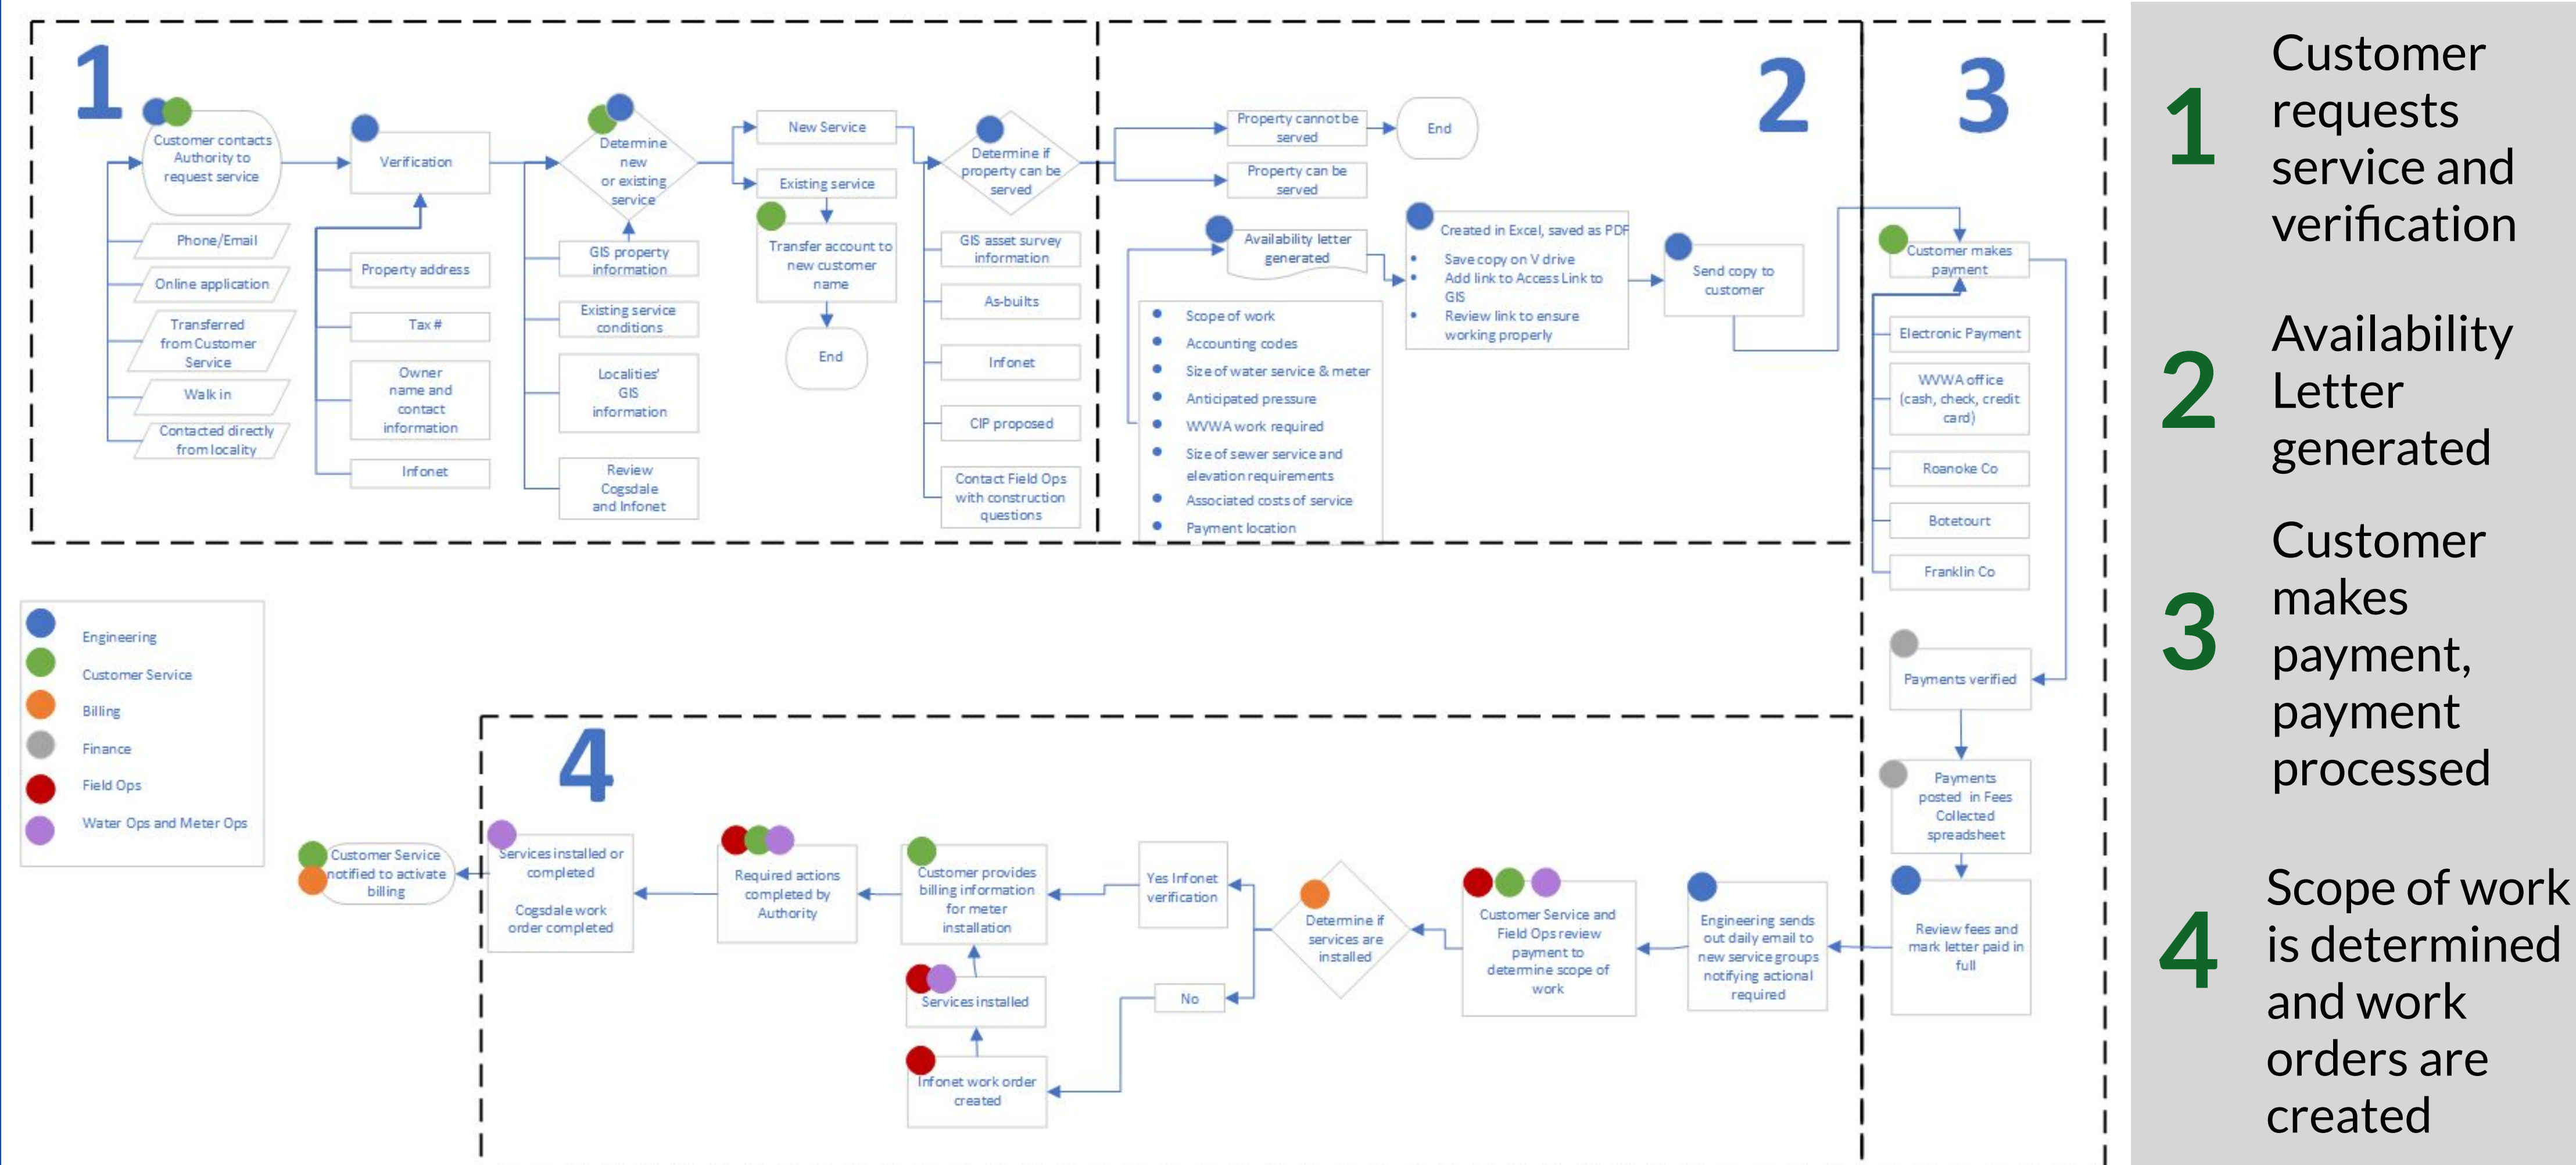 1
Customer contacts
Authority to
request service
Phone/Email
Online application
Transferred
from Customer
Service
Walk in
Contacted directly
from locality
Verification
Property address
Tax #
Owner
name and
contact
information
Infonet
Determine
new
or existing
service
GIS property
information
Existing service
conditions
Localities'
GIS
information
Review
Cogsdale
and Infonet
New Service
Existing service
Transfer account to
new customer
name
End
Determine if
property can be
served
GIS asset survey
information
As-builts
Infonet
CIP proposed
Contact Field Ops
with construction
questions
2
Property cannot be
served
End
Property can be
served
Availability letter
generated
Scope of work
Accounting codes
Size of water service & meter
Anticipated pressure
WVWA work required
Size of sewer service and
elevation requirements
Associated costs of service
Payment location
Created in Excel, saved as PDF
Save copy on V drive
Add link to Access Link to
GIS
Review link to ensure
working properly
Send copy to
customer
3
Customer makes
payment
Electronic Payment
WVWA office
(cash, check, credit
card)
Roanoke Co
Botetourt
Franklin Co
Payments verified
Payments
posted in Fees
Collected
spreadsheet
Review fees and
mark letter paid in
full
4
Engineering sends
out daily email to
new service groups
notifying actional
required
Customer Service and
Field Ops review
payment to
determine scope of
work
Determine if
services are
installed
Yes Infonet
verification
No
Infonet work order
created
Services installed
Customer provides
billing information
for meter
installation
Required actions
completed by
Authority
Services installed or
completed
Cogsdale work
order completed
Customer Service
notified to activate
billing
Engineering
Customer Service
Billing
Finance
Field Ops
Water Ops and Meter Ops
1
Customer
requests
service and
verification
2
Availability
Letter
generated
3
Customer
makes
payment,
payment
processed
4
Scope of work
is determined
and work
orders are
created